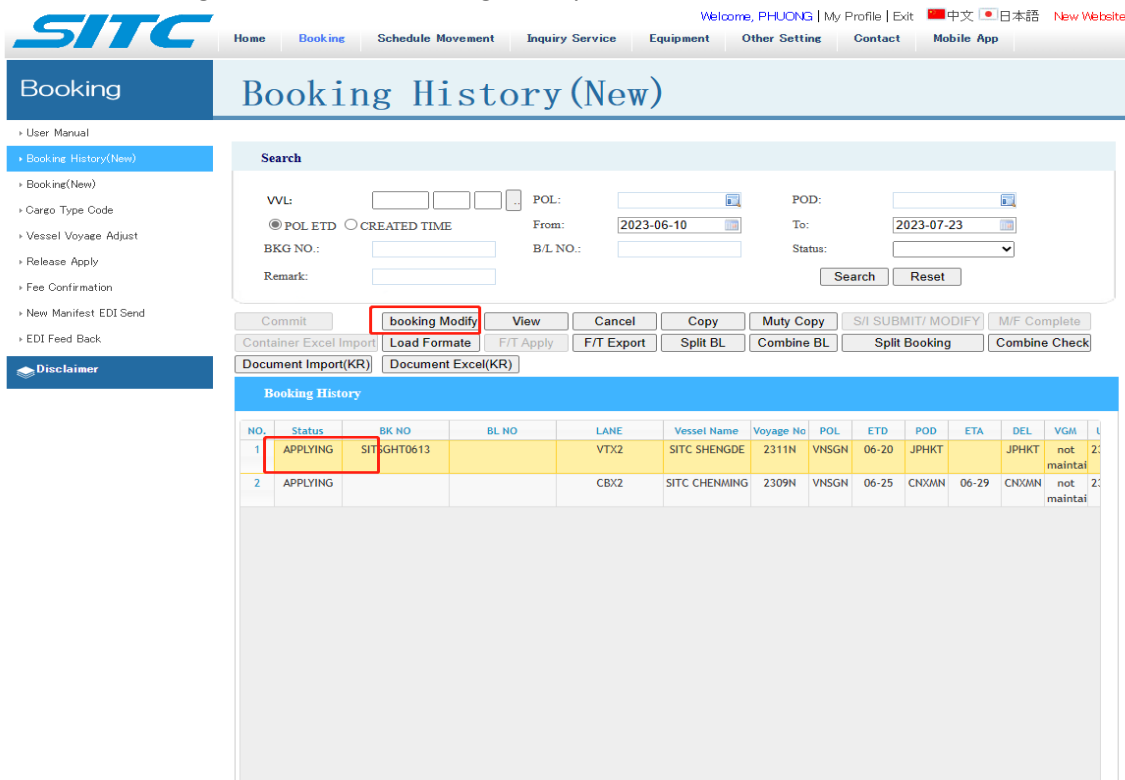 SITC
Welcome, PHUONG | My Profile | Exit 中文 日本語 New Website
Home Booking Schedule Movement Inquiry Service Equipment Other Setting Contact Mobile App
Booking
Booking History(New)
User Manual
Booking History(New)
Booking(New)
Cargo Type Code
Vessel Voyage Adjust
Release Apply
Fee Confirmation
New Manifest EDI Send
EDI Feed Back
Disclaimer
Search
VVL: .. POL: POD:
POL ETD CREATED TIME From: 2023-06-10 To: 2023-07-23
BKG NO.: B/L NO.: Status:
Remark: Search Reset
Commit booking Modify View Cancel Copy Muty Copy S/I SUBMIT/ MODIFY M/F Complete
Container Excel Import Load Formate F/T Apply F/T Export Split BL Combine BL Split Booking Combine Check
Document Import(KR) Document Excel(KR)
Booking History
NO. Status BK NO BL NO LANE Vessel Name Voyage No POL ETD POD ETA DEL VGM
1 APPLYING SITSGHT0613 VTX2 SITC SHENGDE 2311N VNSGN 06-20 JPHKT JPHKT not
maintai
2 APPLYING CBX2 SITC CHENMING 2309N VNSGN 06-25 CNXMN 06-29 CNXMN not
maintai